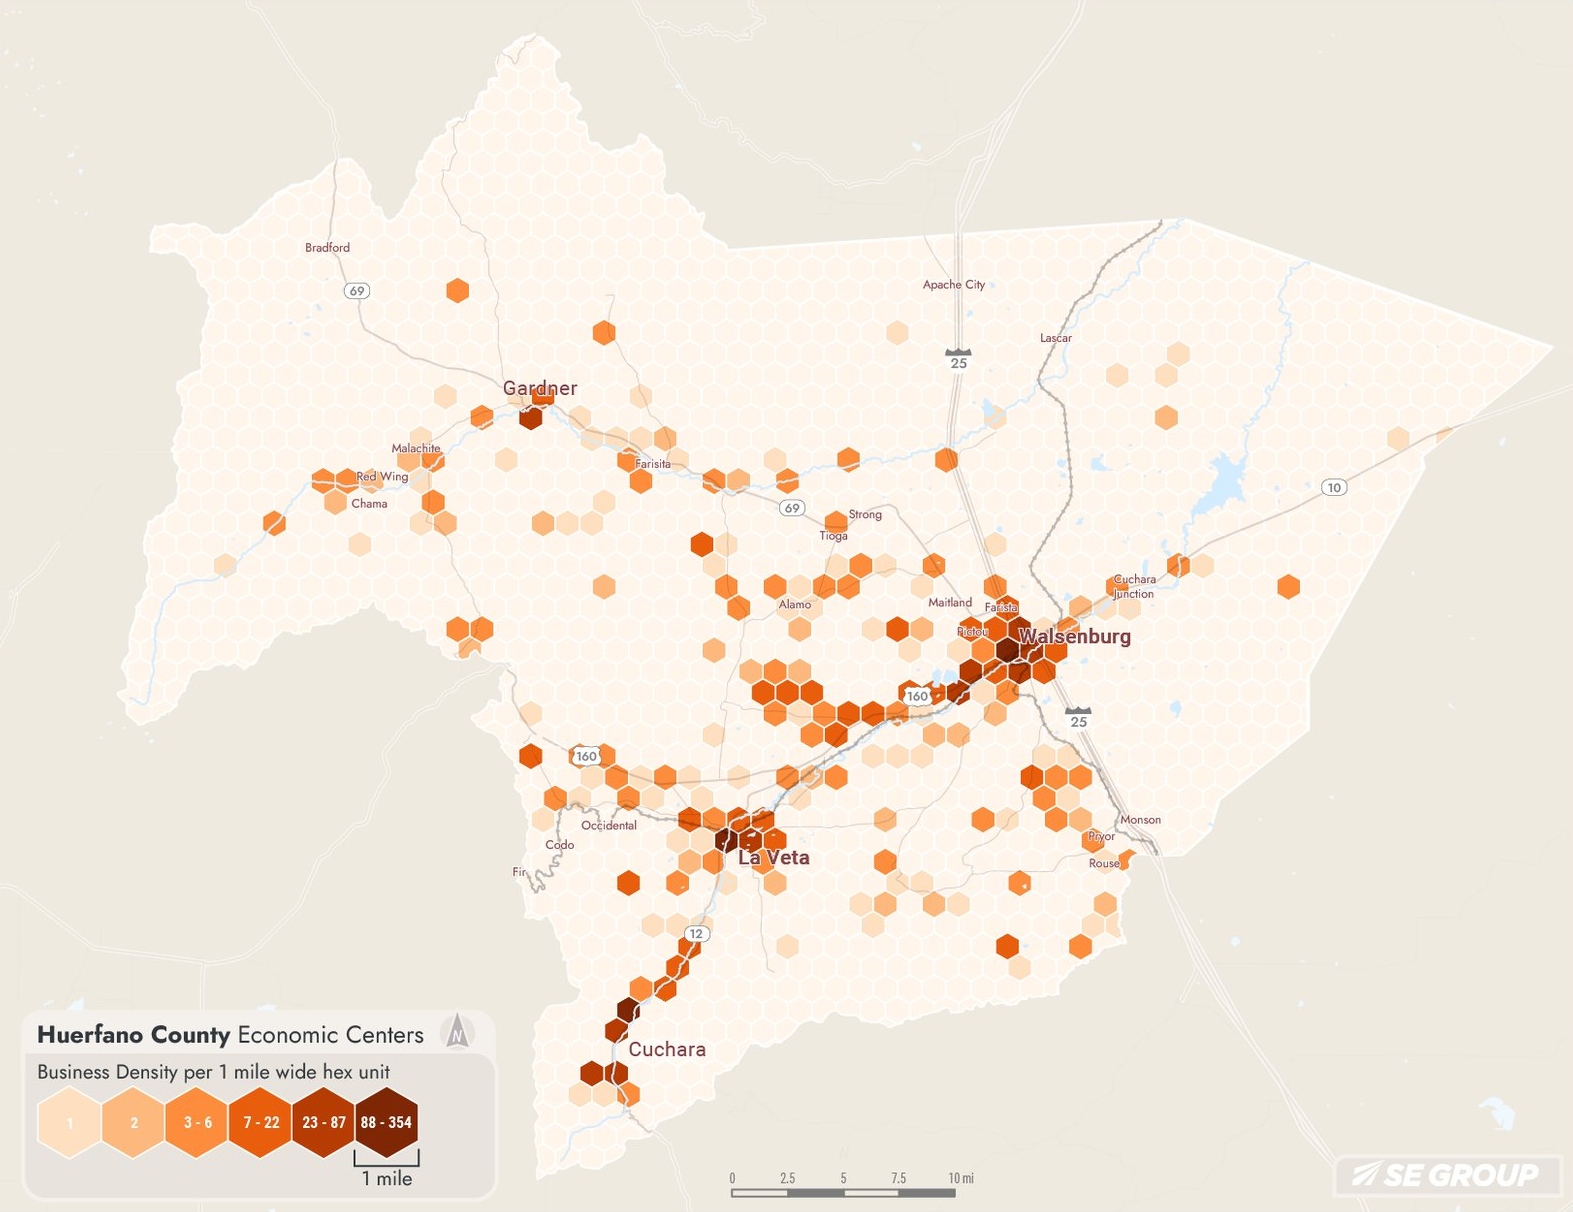 Bradford
69
Apache City
Lascar
25
Gardner
Malachite
Farisita
Red Wing
Chama
10
69
Strong
Tioga
Cuchara
Junction
Alamo
Maitland
Farista
Pictou
Walsenburg
160
25
160
Occidental
Monson
Pryor
Codo
La Veta
Rouse
Fir
12
Huerfano County Economic Centers
N
Cuchara
Business Density per 1 mile wide hex unit
1
2
3 - 6
7 - 22
23 - 87
88 - 354
1 mile
0 2.5 5 7.5 10 mi
SE GROUP